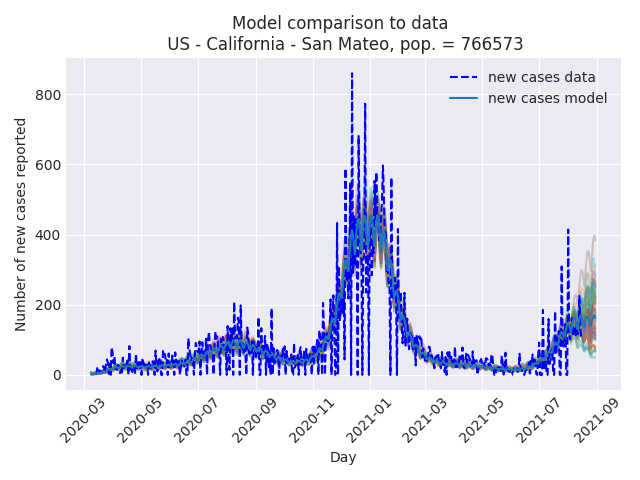 Model comparison to data
US - California - San Mateo, pop. = 766573
new cases data
new cases model
Number of new cases reported
800
600
400
200
0
2020-03
2020-05
2020-07
2020-09
2020-11
2021-01
2021-03
2021-05
2021-07
2021-09
Day